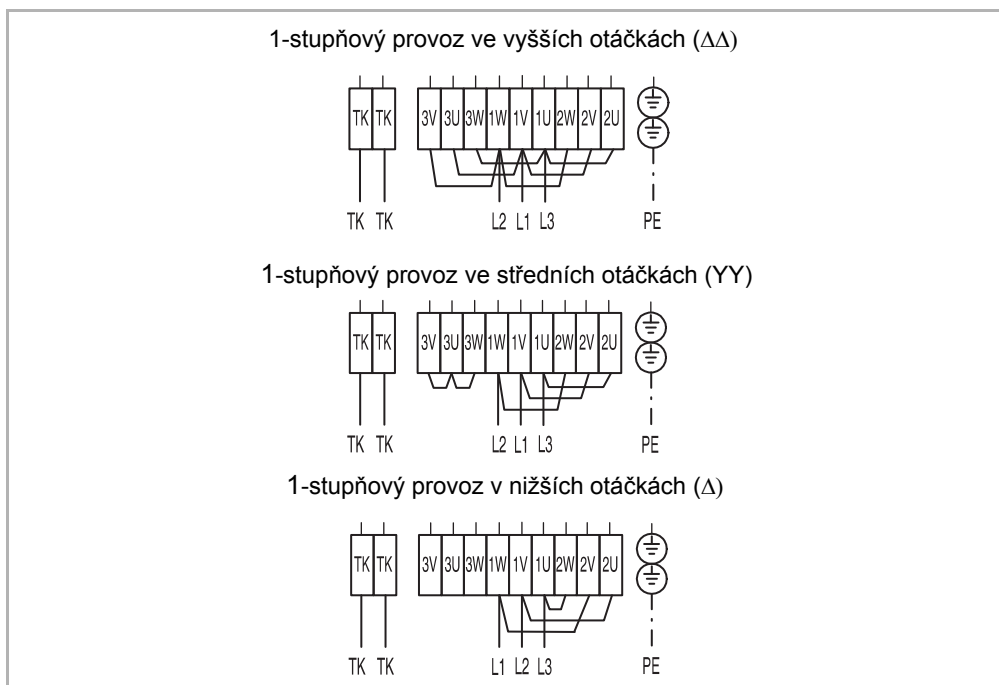 1-stupňový provoz ve vyšších otáčkách (ΔΔ)
TK TK 3V 3U 3W 1W 1V 1U 2W 2V 2U
TK TK L2 L1 L3 PE
1-stupňový provoz ve středních otáčkách (YY)
TK TK 3V 3U 3W 1W 1V 1U 2W 2V 2U
TK TK L2 L1 L3 PE
1-stupňový provoz v nižších otáčkách (Δ)
TK TK 3V 3U 3W 1W 1V 1U 2W 2V 2U
TK TK L1 L2 L3 PE